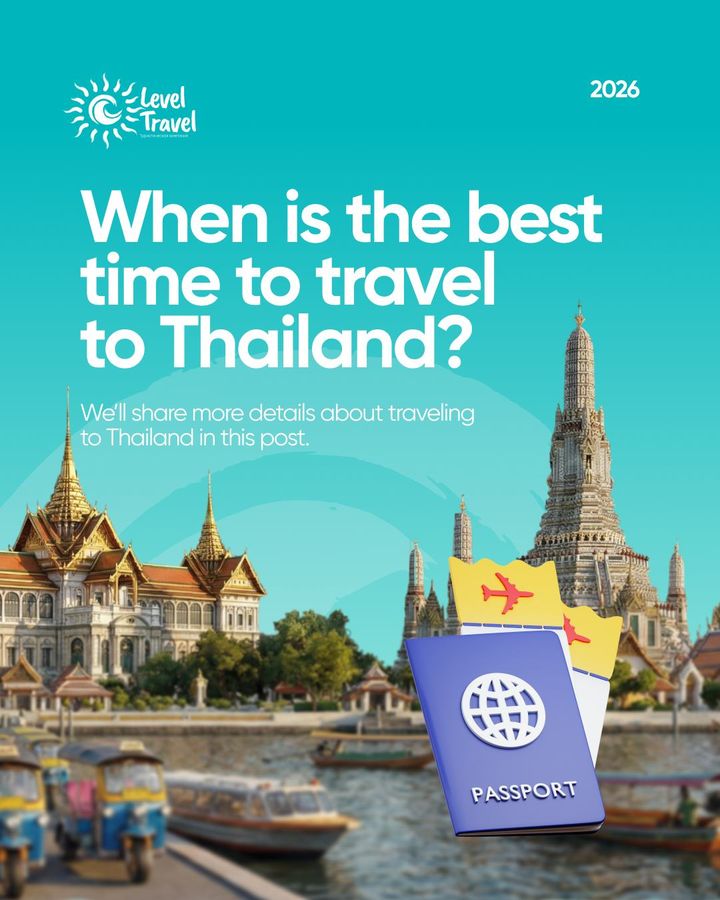 Level
Travel
2026
When is the best
time to travel
to Thailand?
We'll share more details about traveling
to Thailand in this post.
PASSPORT